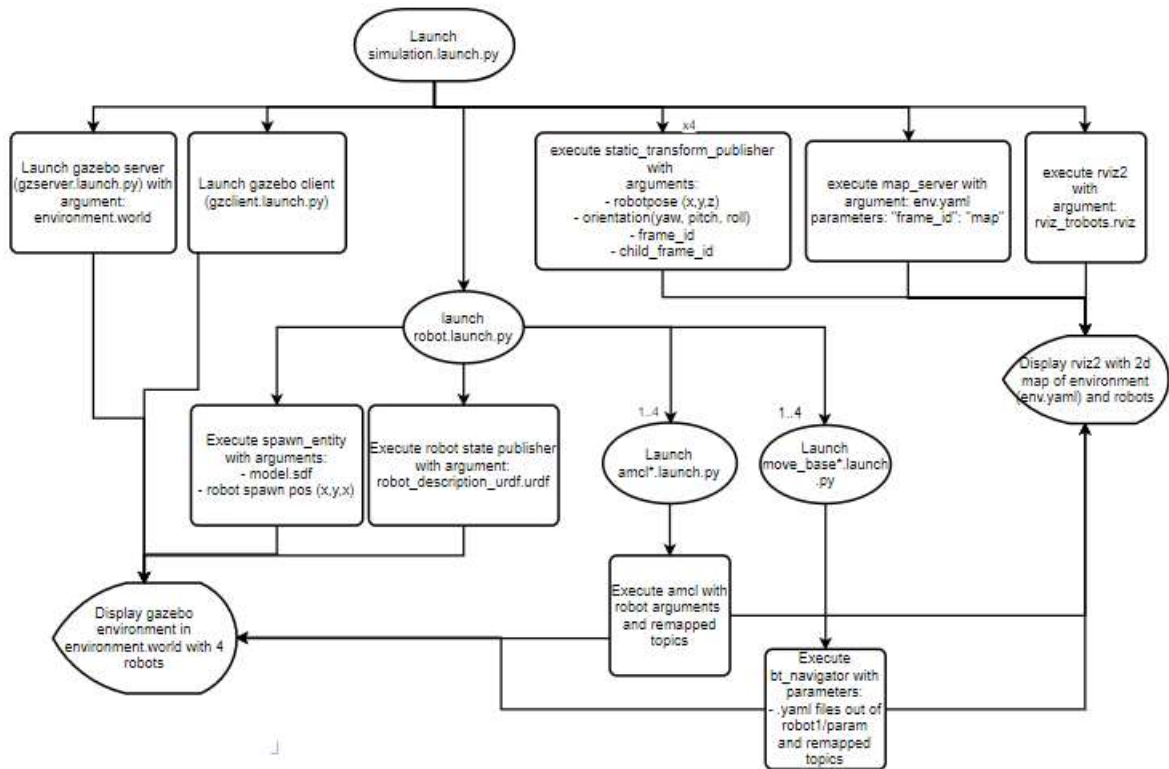 Launch
simulation.launch.py
x4
Launch gazebo server
(gzserver.launch.py) with
argument:
environment.world
Launch gazebo client
(gzclient.launch.py)
execute static_transform_publisher
with
arguments:
- robotpose (x,y,z)
- orientation(yaw, pitch, roll)
- frame_id
- child_frame_id
execute map_server with
argument: env.yaml
parameters: "frame_id": "map"
execute rviz2
with
argument:
rviz_trobots.rviz
launch
robot.launch.py
Display rviz2 with 2d
map of environment
(env.yaml) and robots
Execute spawn_entity
with arguments:
- model.sdf
- robot spawn pos (x,y,x)
Execute robot state publisher
with argument:
robot_description_urdf.urdf
1..4
Launch
amcl*.launch.py
1..4
Launch
move_base*.launch
.py
Execute amcl with
robot arguments
and remapped
topics
Display gazebo
environment in
environment.world with 4
robots
Execute
bt_navigator with
parameters:
- .yaml files out of
robot1/param
and remapped
topics